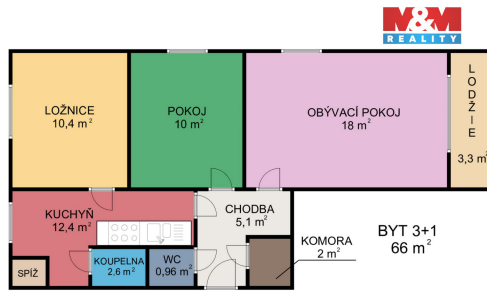 M&M
REALITY
LOŽNICE
10,4 m²
POKOJ
10 m²
OBÝVACÍ POKOJ
18 m²
LODŽIE
3,3 m²
KUCHYŇ
12,4 m²
CHODBA
5,1 m²
BYT 3+1
66 m²
KOMORA
2 m²
SPÍŽ
KOUPELNA
2,6 m²
WC
0,96 m²